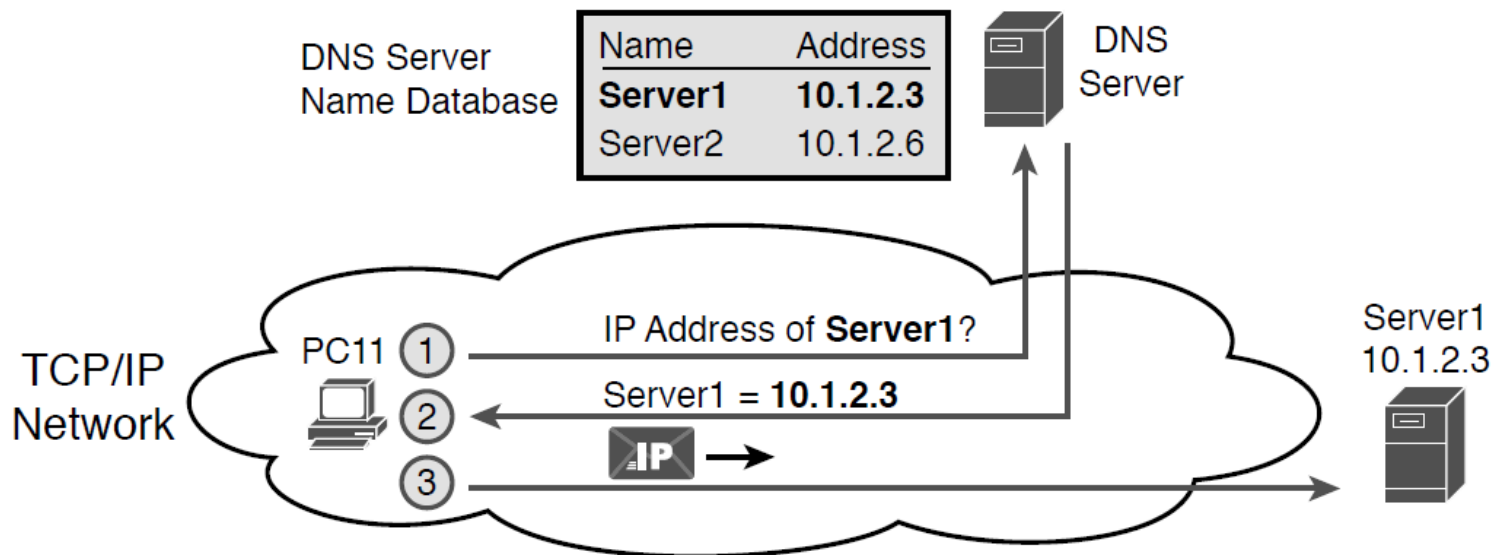 DNS Server
Name Database
Name Address
Server1 10.1.2.3
Server2 10.1.2.6
DNS
Server
TCP/IP
Network
PC11
1
IP Address of Server1?
2
Server1 = 10.1.2.3
IP
3
Server1
10.1.2.3